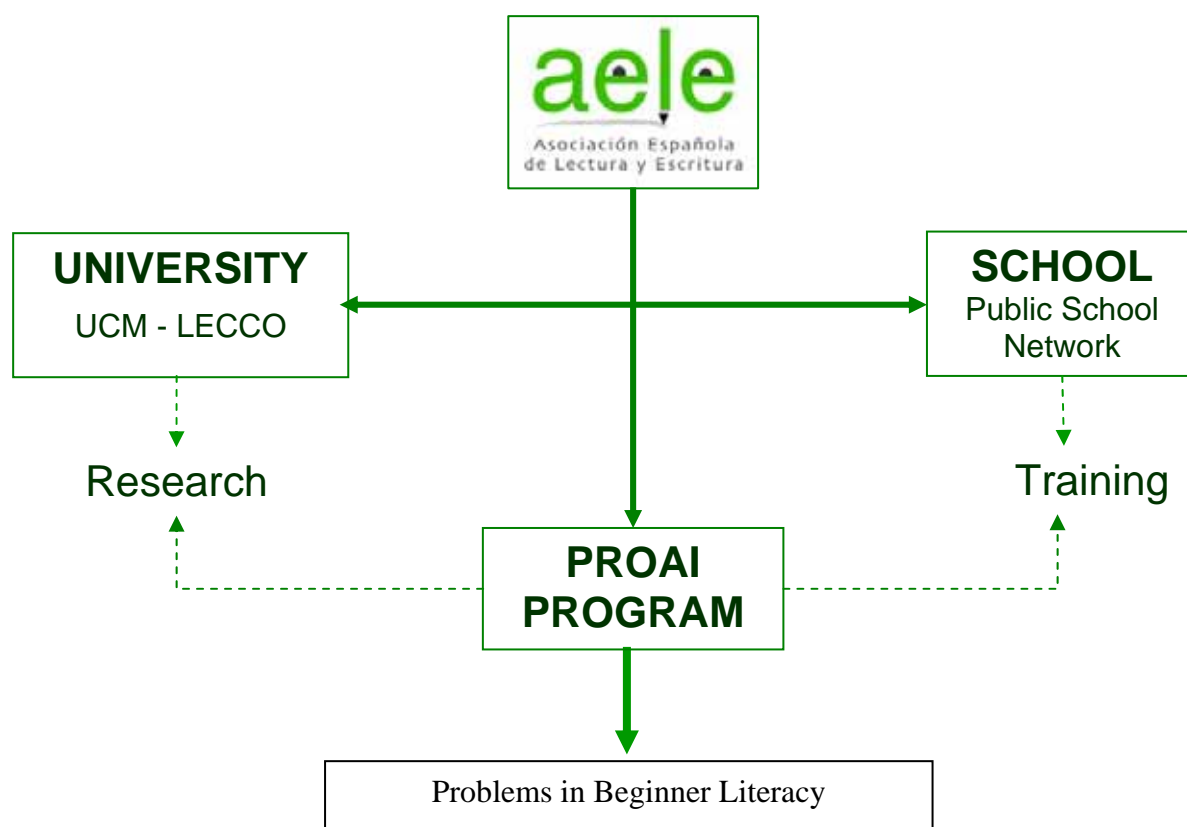 aele
Asociación Española
de Lectura y Escritura
UNIVERSITY
UCM - LECCO
SCHOOL
Public School
Network
Research
Training
PROAI
PROGRAM
Problems in Beginner Literacy